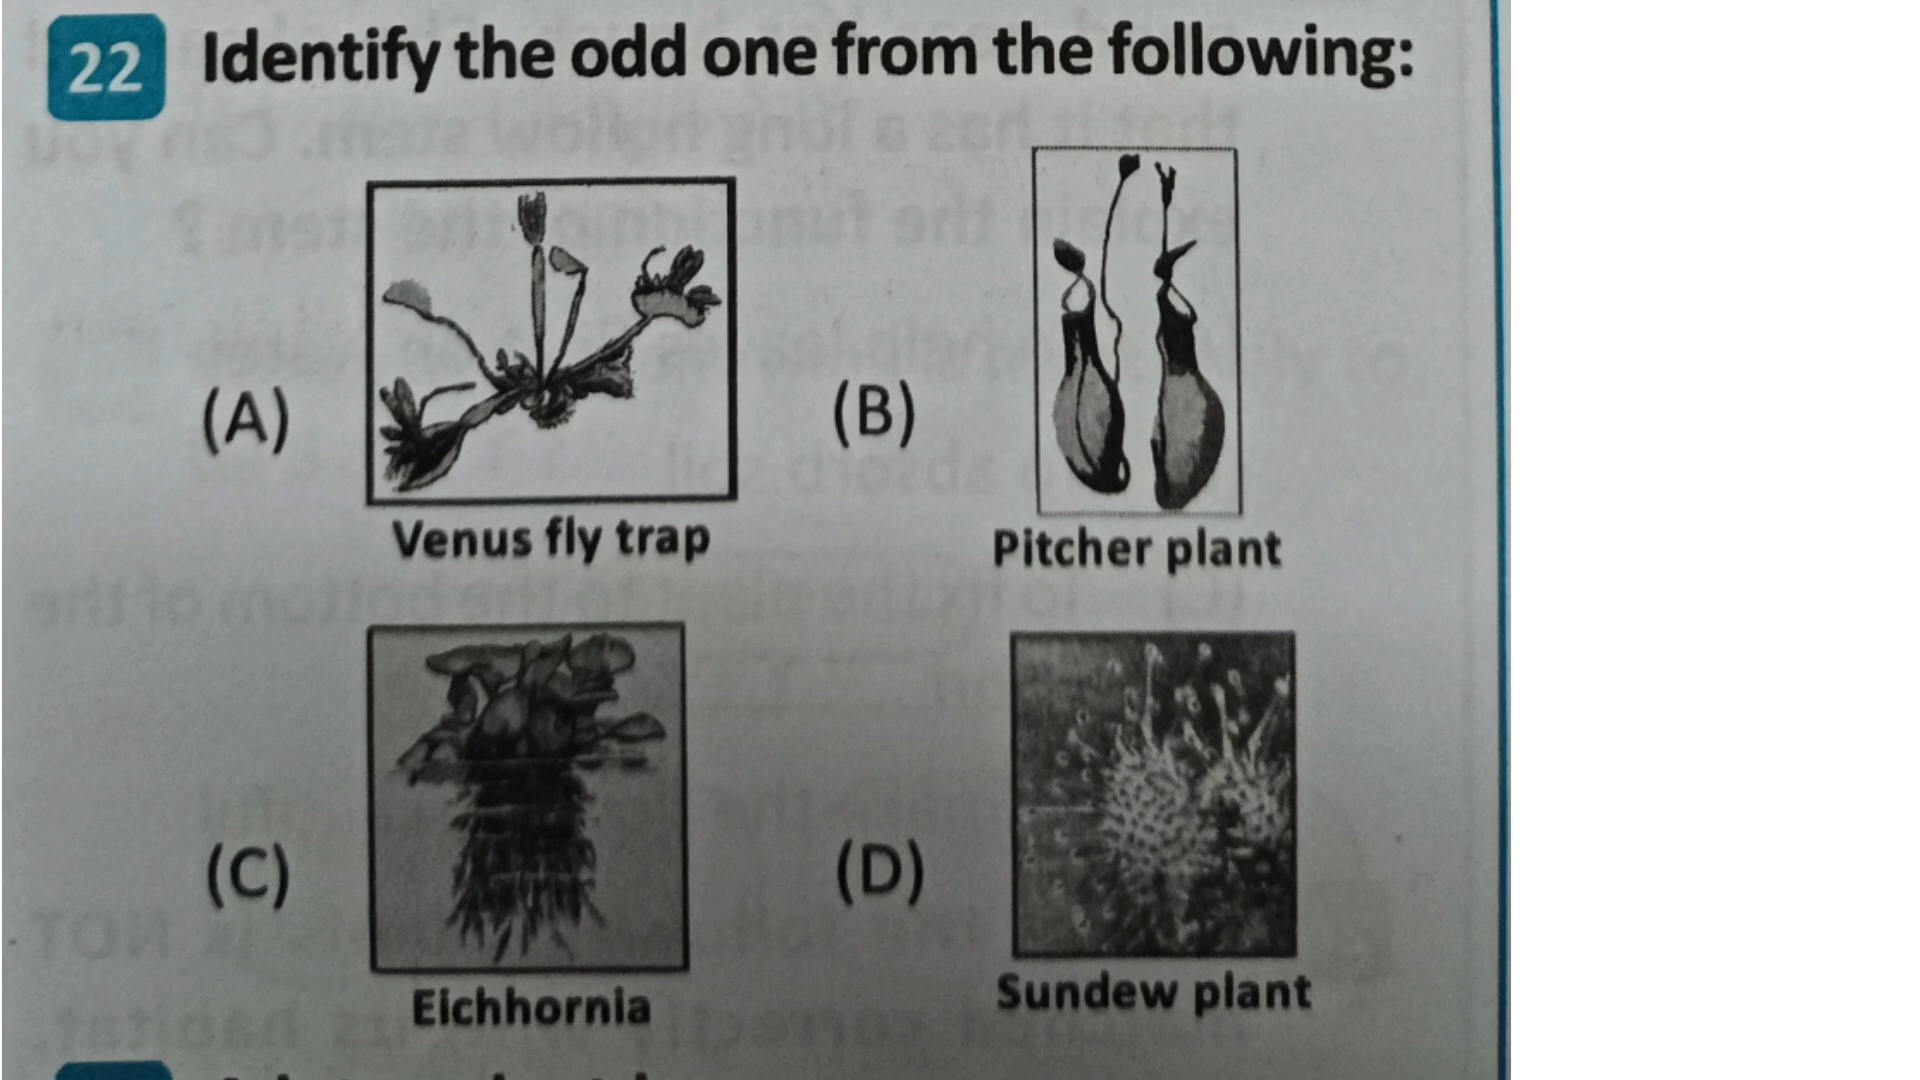 22 Identify the odd one from the following:
(A)
Venus fly trap
(B)
Pitcher plant
(C)
Eichhornia
(D)
Sundew plant